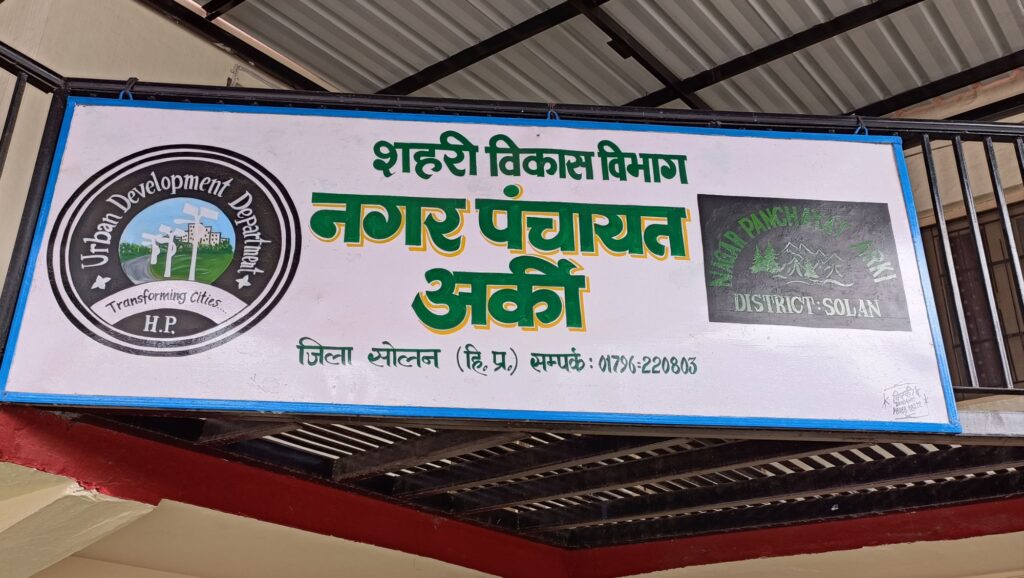 Urban Development Department
Transforming Cities...
H.P.
शहरी विकास विभाग
नगर पंचायत
अर्की
जिला सोलन (हि. प्र.) सम्पर्क : 01796-220803
NAGAR PANCHAYAT ARKI
DISTRICT : SOLAN